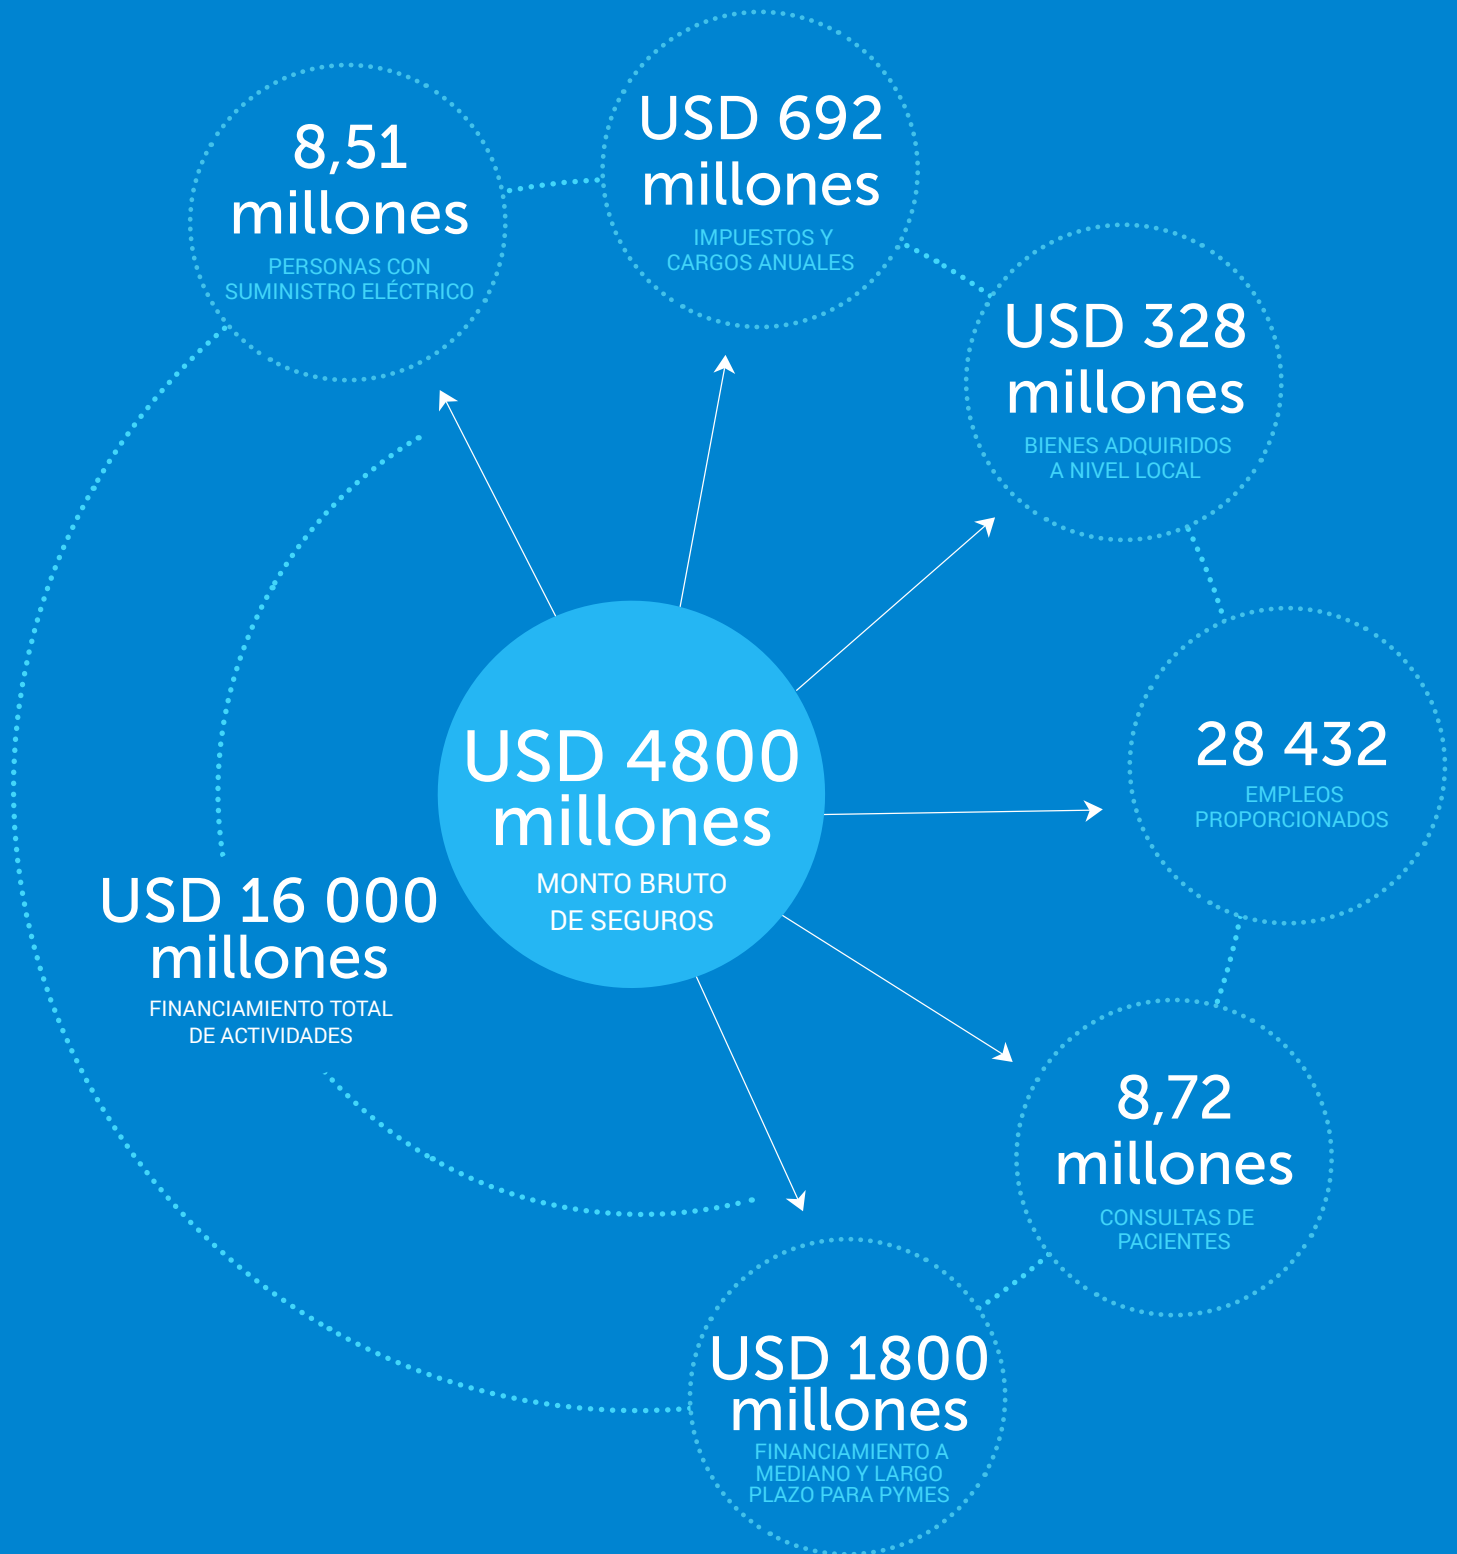 8,51
millones
PERSONAS CON
SUMINISTRO ELÉCTRICO
USD 692
millones
IMPUESTOS Y
CARGOS ANUALES
USD 328
millones
BIENES ADQUIRIDOS
A NIVEL LOCAL
28 432
EMPLEOS
PROPORCIONADOS
8,72
millones
CONSULTAS DE
PACIENTES
USD 1800
millones
FINANCIAMIENTO A
MEDIANO Y LARGO
PLAZO PARA PYMES
USD 4800
millones
MONTO BRUTO
DE SEGUROS
USD 16 000
millones
FINANCIAMIENTO TOTAL
DE ACTIVIDADES